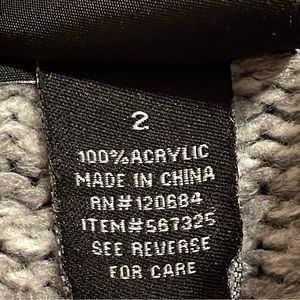 2
100% ACRYLIC
MADE IN CHINA
RN# 120684
ITEM# 567325
SEE REVERSE
FOR CARE